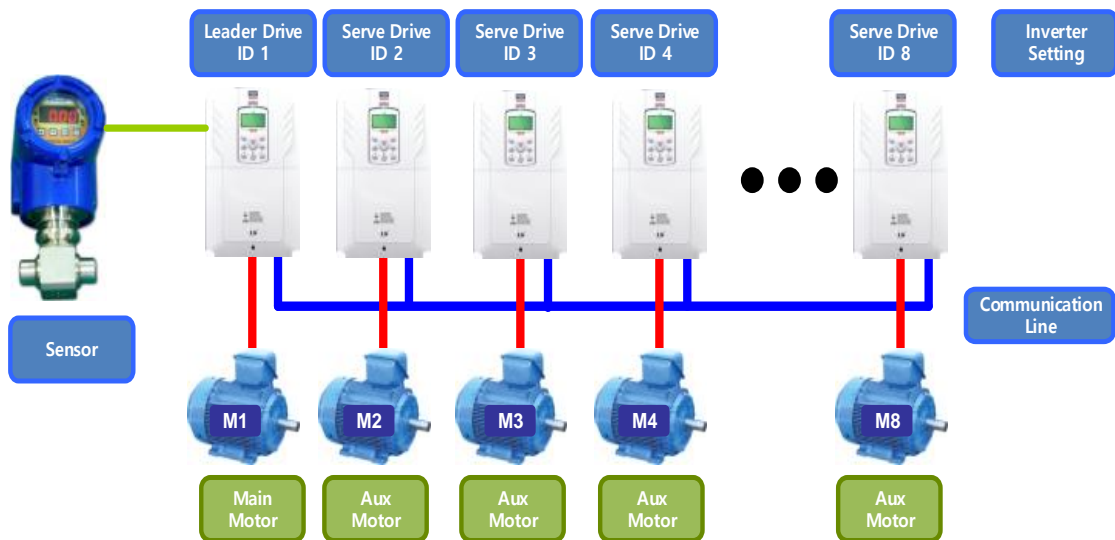 Leader Drive
ID 1
Serve Drive
ID 2
Serve Drive
ID 3
Serve Drive
ID 4
Serve Drive
ID 8
Inverter
Setting
Sensor
Communication
Line
M1
M2
M3
M4
M8
Main
Motor
Aux
Motor
Aux
Motor
Aux
Motor
Aux
Motor